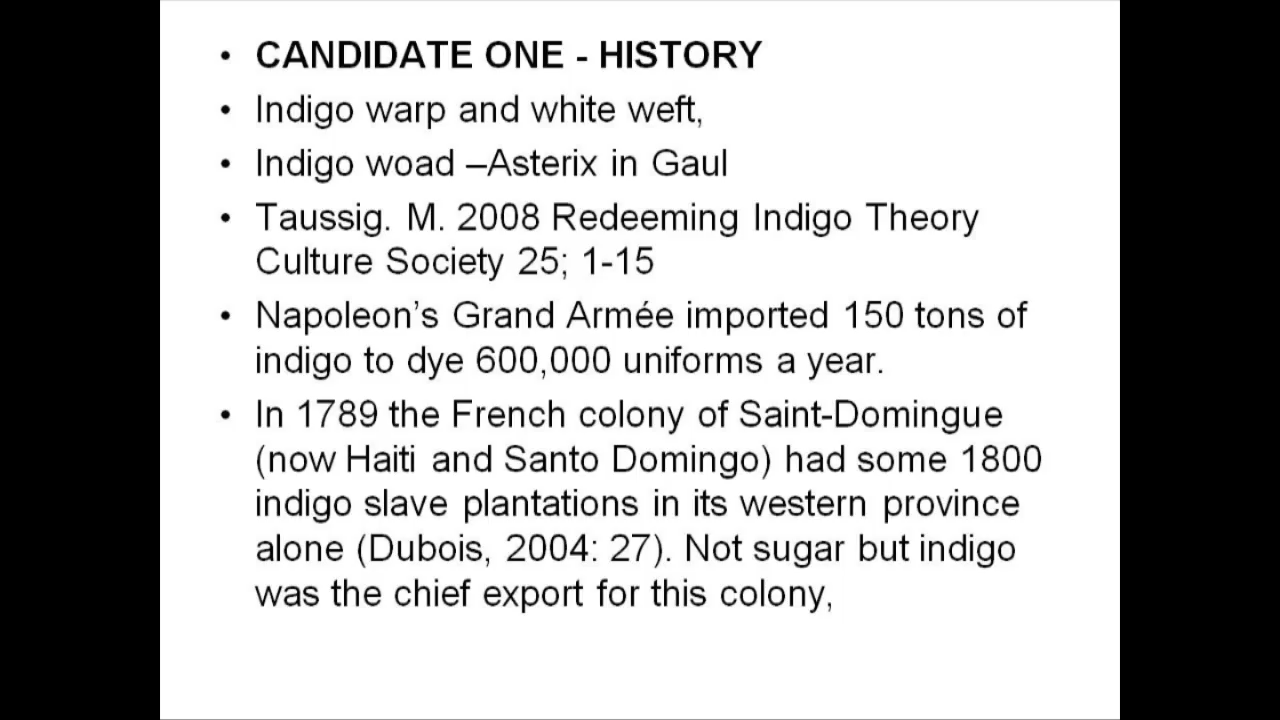 • CANDIDATE ONE - HISTORY
• Indigo warp and white weft,
• Indigo woad –Asterix in Gaul
• Taussig. M. 2008 Redeeming Indigo Theory
Culture Society 25; 1-15
• Napoleon’s Grand Armée imported 150 tons of
indigo to dye 600,000 uniforms a year.
• In 1789 the French colony of Saint-Domingue
(now Haiti and Santo Domingo) had some 1800
indigo slave plantations in its western province
alone (Dubois, 2004: 27). Not sugar but indigo
was the chief export for this colony,